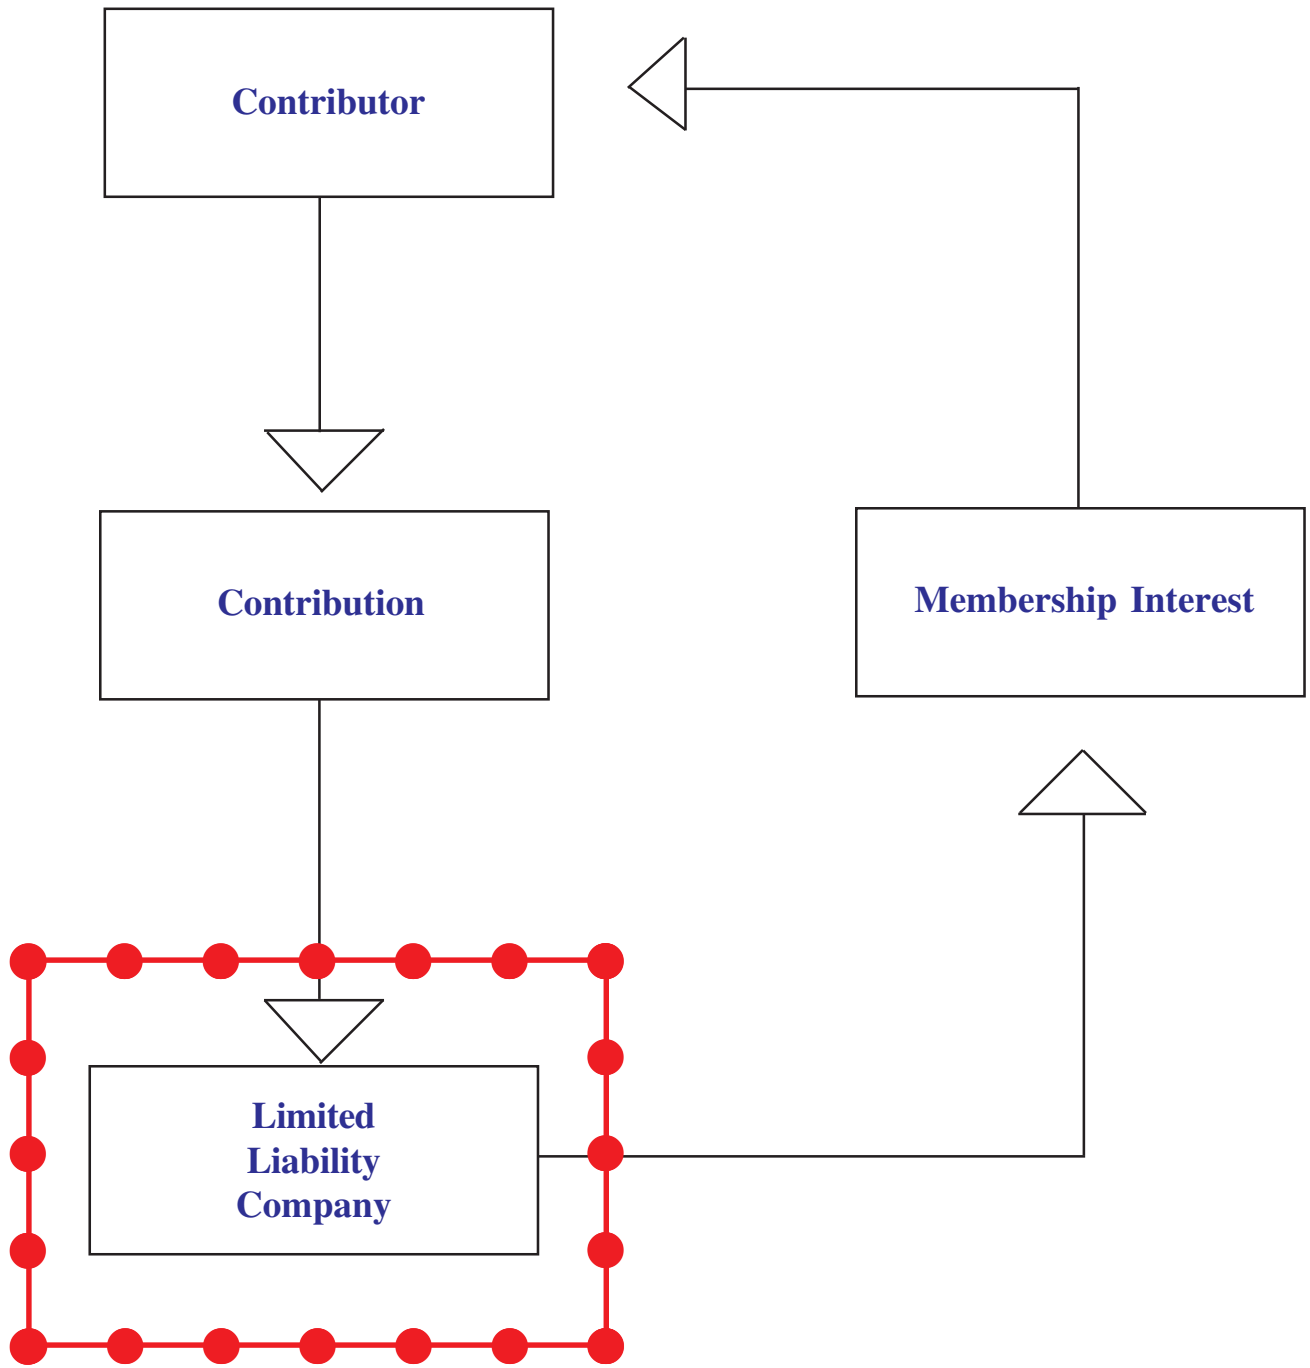 Contributor
Contribution
Membership Interest
Limited
Liability
Company